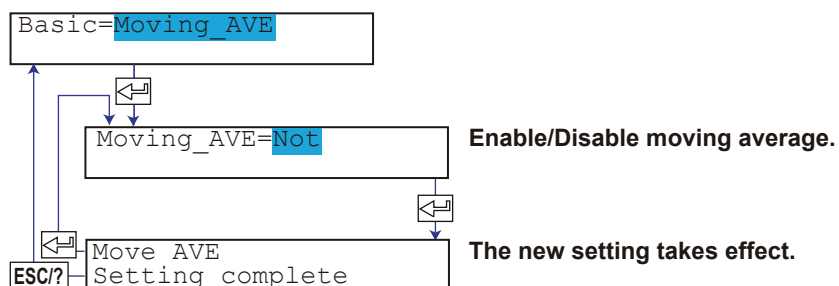 Basic=Moving_AVE
Moving_AVE=Not
Enable/Disable moving average.
Move AVE
Setting complete
The new setting takes effect.
ESC/?